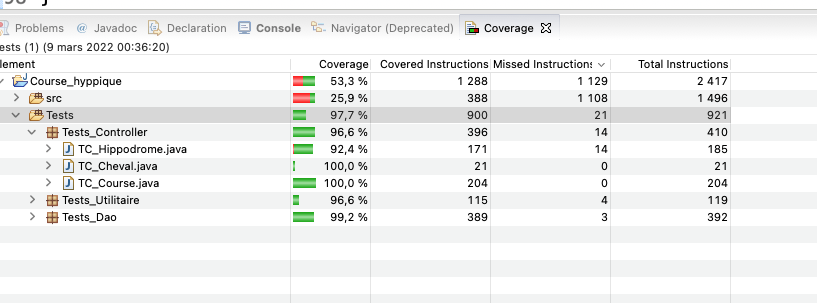 Problems @ Javadoc Declaration Console Navigator (Deprecated) Coverage
ests (1) (9 mars 2022 00:36:20)
lement Coverage Covered Instructions Missed Instructions Total Instructions
Course_hyppique 53,3 % 1 288 1 129 2 417
src 25,9 % 388 1 108 1 496
Tests 97,7 % 900 21 921
Tests_Controller 96,6 % 396 14 410
TC_Hippodrome.java 92,4 % 171 14 185
TC_Cheval.java 100,0 % 21 0 21
TC_Course.java 100,0 % 204 0 204
Tests_Utilitaire 96,6 % 115 4 119
Tests_Dao 99,2 % 389 3 392